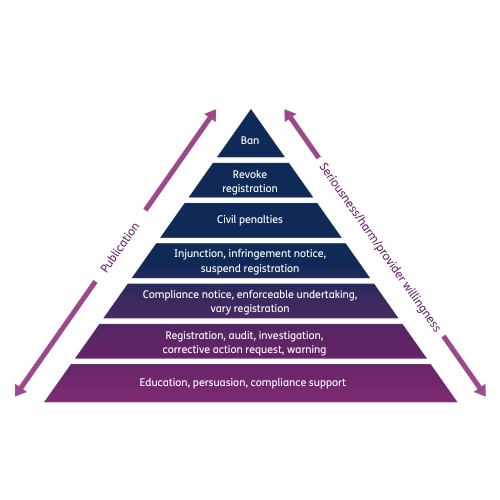 Ban
Revoke
registration
Civil penalties
Injunction, infringement notice,
suspend registration
Compliance notice, enforceable undertaking,
vary registration
Registration, audit, investigation,
corrective action request, warning
Education, persuasion, compliance support
Publication
Seriousness/harm/provider willingness